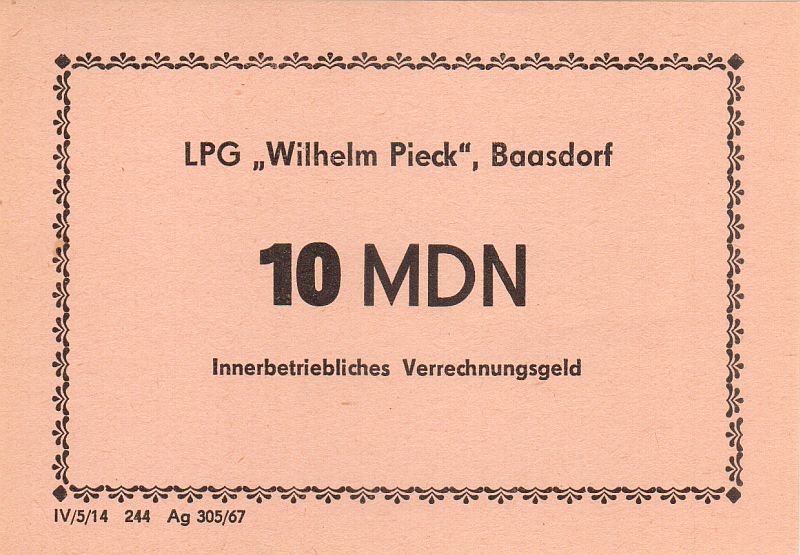 LPG „Wilhelm Pieck“, Baasdorf
10 MDN
Innerbetriebliches Verrechnungsgeld
IV/5/14 244 Ag 305/67